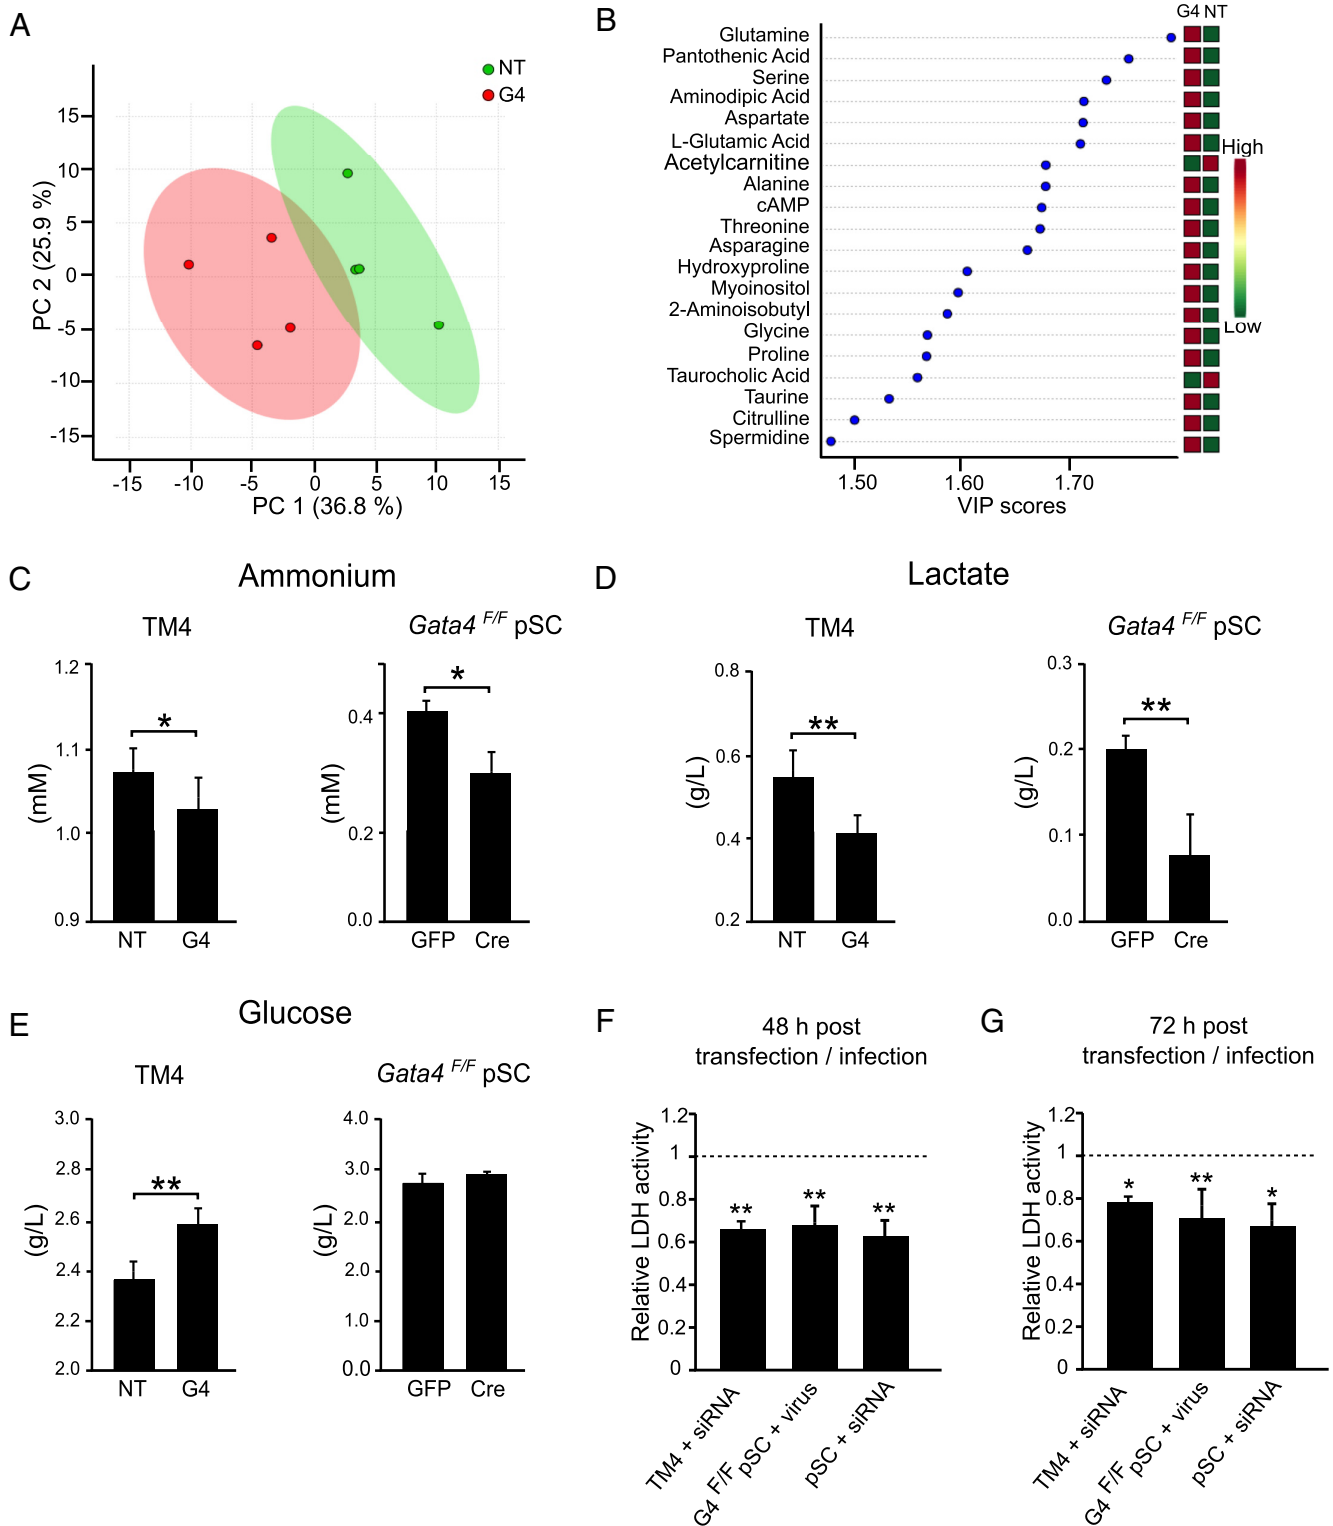 A
NT
G4
15
10
5
0
-5
-10
-15
PC 2 (25.9 %)
-15
-10
-5
0
5
10
15
PC 1 (36.8 %)
B
G4 NT
Glutamine
Pantothenic Acid
Serine
Aminodipic Acid
Aspartate
L-Glutamic Acid
Acetylcarnitine
Alanine
cAMP
Threonine
Asparagine
Hydroxyproline
Myoinositol
2-Aminoisobutyl
Glycine
Proline
Taurocholic Acid
Taurine
Citrulline
Spermidine
High
Low
1.50
1.60
1.70
VIP scores
C
Ammonium
TM4
1.2
1.1
1.0
0.9
(mM)
*
NT
G4
Gata4 F/F pSC
0.4
0.2
0.0
(mM)
*
GFP
Cre
D
Lactate
TM4
0.8
0.6
0.4
0.2
(g/L)
**
NT
G4
Gata4 F/F pSC
0.3
0.2
0.1
0.0
(g/L)
**
GFP
Cre
E
Glucose
TM4
3.0
2.8
2.6
2.4
2.2
2.0
(g/L)
**
NT
G4
Gata4 F/F pSC
4.0
3.0
2.0
2.0
1.0
0.0
(g/L)
GFP
Cre
F
48 h post
transfection / infection
1.2
1
0.8
0.6
0.4
0.2
0
Relative LDH activity
**
**
**
TM4 + siRNA
G4 F/F pSC + virus
pSC + siRNA
G
72 h post
transfection / infection
1.2
1
0.8
0.6
0.4
0.2
0
Relative LDH activity
*
**
*
TM4 + siRNA
G4 F/F pSC + virus
pSC + siRNA